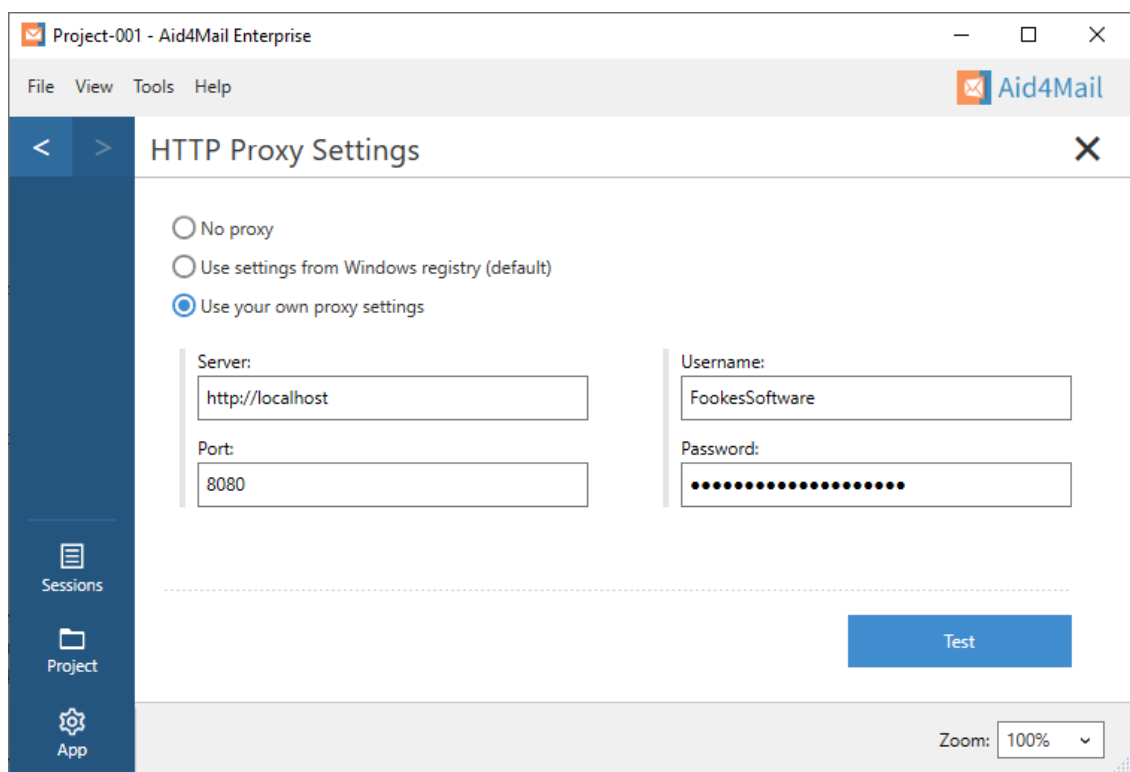 Project-001 - Aid4Mail Enterprise
File View Tools Help
Aid4Mail
< >
HTTP Proxy Settings
No proxy
Use settings from Windows registry (default)
Use your own proxy settings
Server:
http://localhost
Port:
8080
Username:
FookesSoftware
Password:
••••••••••••••••••••
Sessions
Project
App
Test
Zoom: 100%